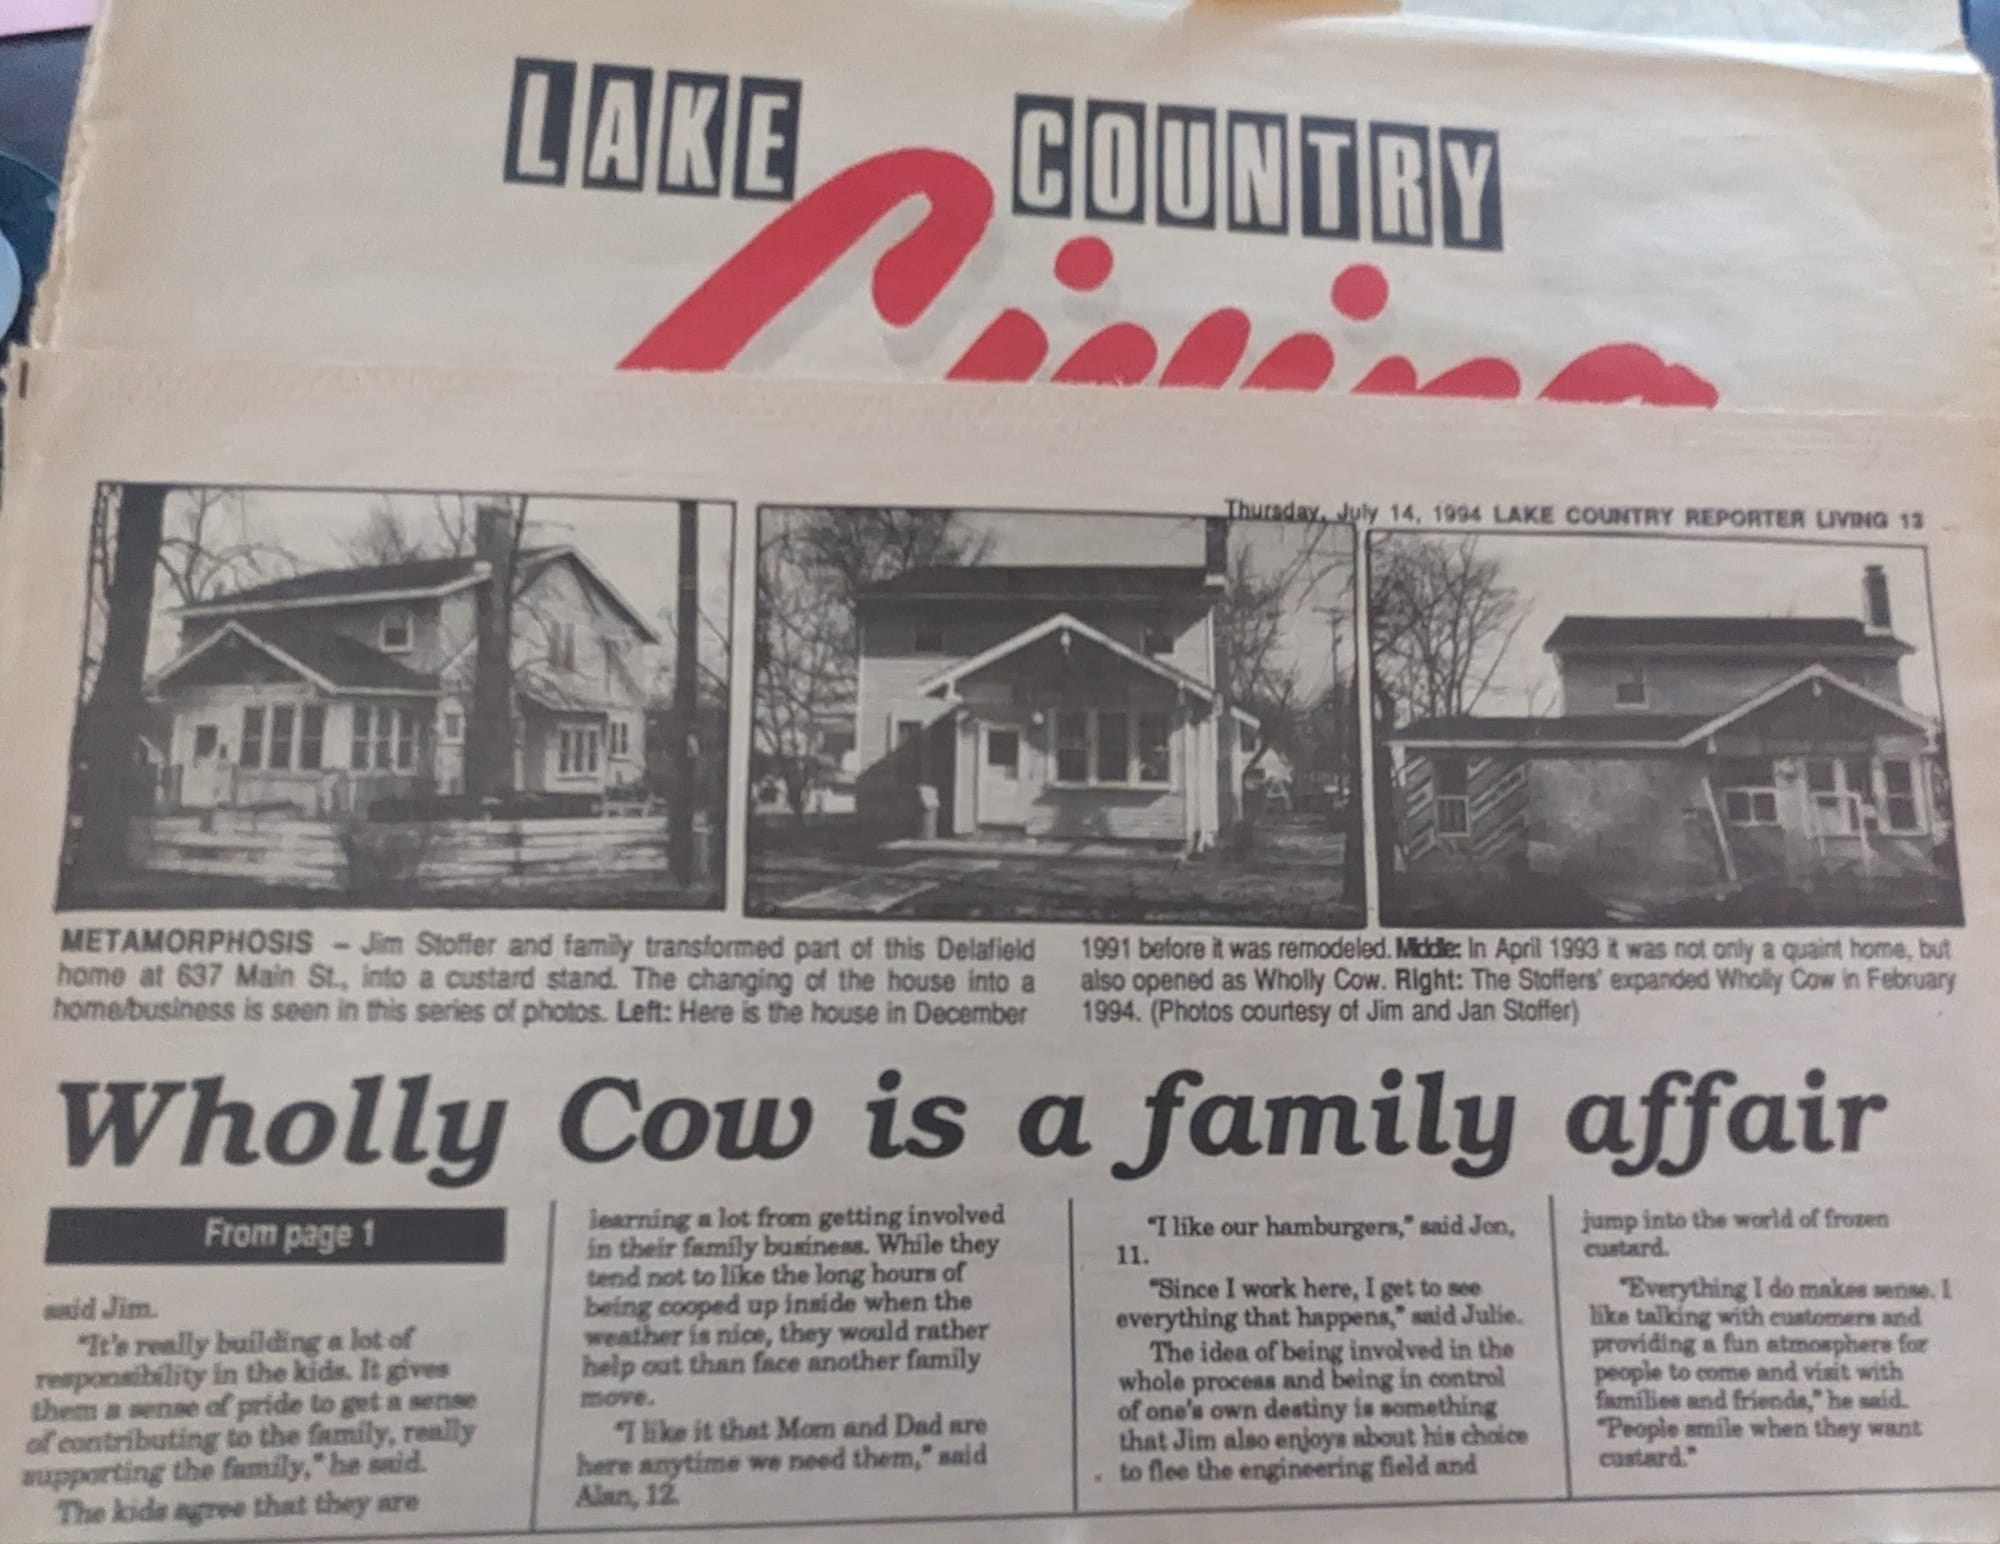 LAKE COUNTRY
Living
Thursday, July 14, 1994 LAKE COUNTRY REPORTER LIVING 13
METAMORPHOSIS – Jim Stoffer and family transformed part of this Delafield
home at 637 Main St., into a custard stand. The changing of the house into a
home/business is seen in this series of photos. Left: Here is the house in December
1991 before it was remodeled. Middle: In April 1993 it was not only a quaint home, but
also opened as Wholly Cow. Right: The Stoffers' expanded Wholly Cow in February
1994. (Photos courtesy of Jim and Jan Stoffer)
Wholly Cow is a family affair
From page 1
said Jim.
"It's really building a lot of
responsibility in the kids. It gives
them a sense of pride to get a sense
of contributing to the family, really
supporting the family," he said.
The kids agree that they are
learning a lot from getting involved
in their family business. While they
tend not to like the long hours of
being cooped up inside when the
weather is nice, they would rather
help out than face another family
move.
"I like it that Mom and Dad are
here anytime we need them," said
Alan, 12.
"I like our hamburgers," said Jon,
11.
"Since I work here, I get to see
everything that happens," said Julie.
The idea of being involved in the
whole process and being in control
of one's own destiny is something
that Jim also enjoys about his choice
to flee the engineering field and
jump into the world of frozen
custard.
"Everything I do makes sense. I
like talking with customers and
providing a fun atmosphere for
people to come and visit with
families and friends," he said.
"People smile when they want
custard."